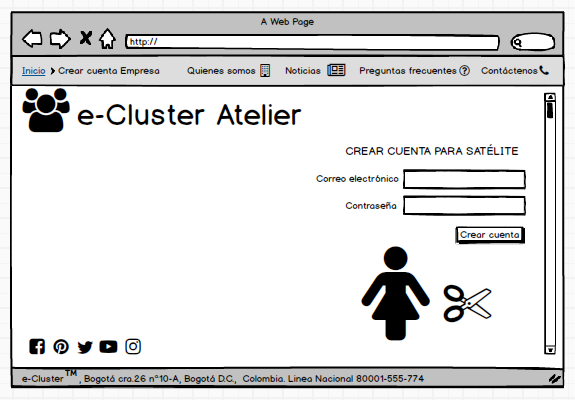 A Web Page
http://
Inicio > Crear cuenta Empresa Quienes somos Noticias Preguntas frecuentes ? Contáctenos
e-Cluster Atelier
CREAR CUENTA PARA SATÉLITE
Correo electrónico
Contraseña
Crear cuenta
e-Cluster TM, Bogotá cra.26 n°10-A, Bogotá D.C, Colombia. Linea Nacional 80001-555-774